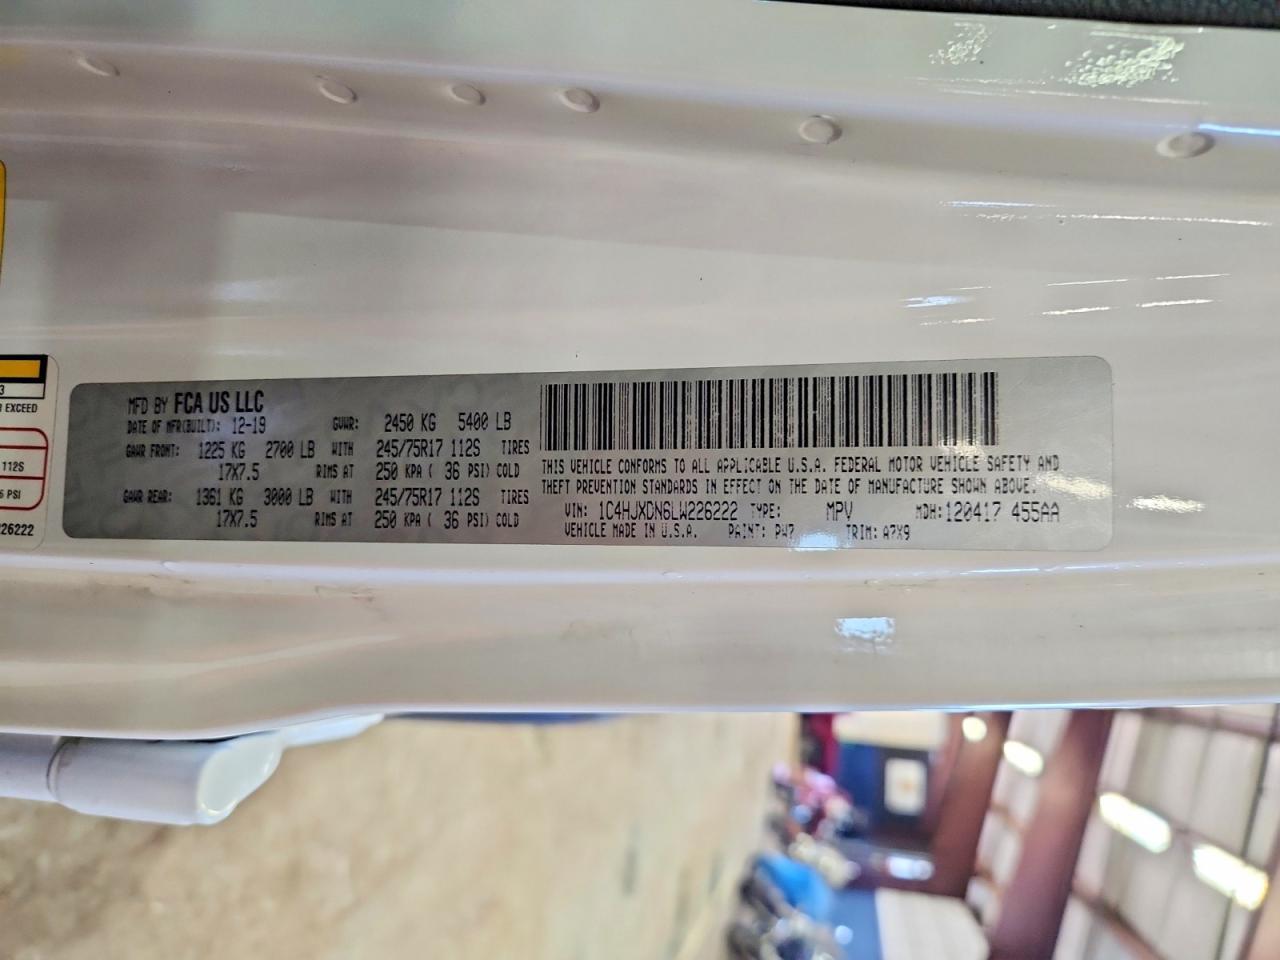 3
EXCEED
112S
PSI
26222
MFD BY FCA US LLC
DATE OF MFR(BUILT): 12-19 GVWR: 2450 KG 5400 LB
GAWR FRONT: 1225 KG 2700 LB WITH 245/75R17 112S TIRES
17X7.5 RIMS AT 250 KPA ( 36 PSI) COLD
GAWR REAR: 1361 KG 3000 LB WITH 245/75R17 112S TIRES
17X7.5 RIMS AT 250 KPA ( 36 PSI) COLD
THIS VEHICLE CONFORMS TO ALL APPLICABLE U.S.A. FEDERAL MOTOR VEHICLE SAFETY AND
THEFT PREVENTION STANDARDS IN EFFECT ON THE DATE OF MANUFACTURE SHOWN ABOVE.
VIN: 1C4HJXDN6LW226222 TYPE: MPV MDH: 120417 455AA
VEHICLE MADE IN U.S.A. PAINT: PW7 TRIM: A7X9